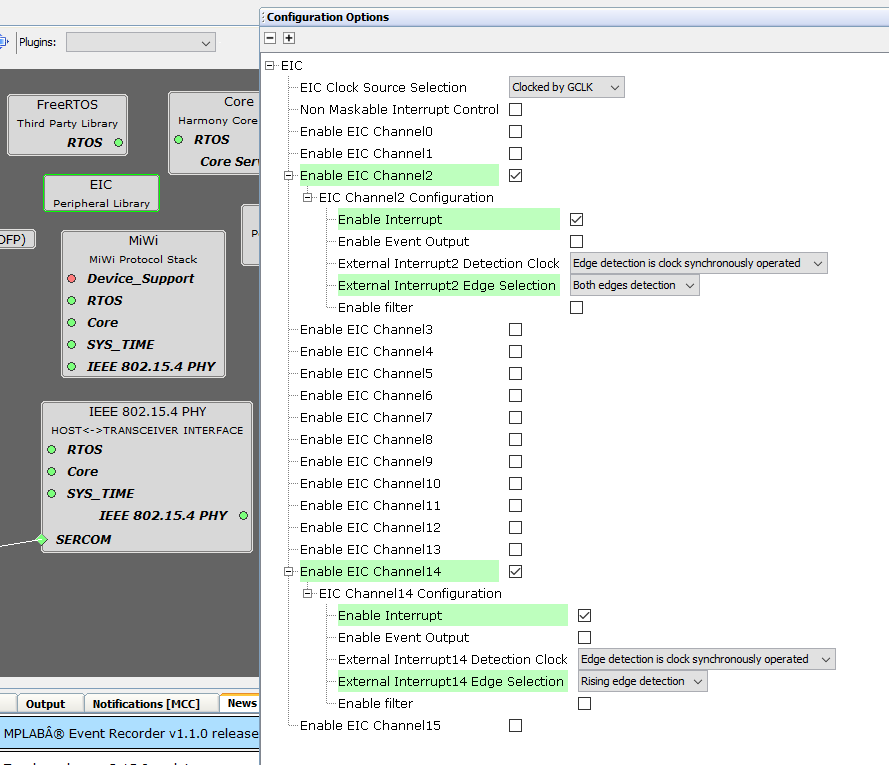 Plugins:
FreeRTOS
Third Party Library
RTOS
Core
Harmony Core
RTOS
Core Ser
EIC
Peripheral Library
DFP)
MiWi
MiWi Protocol Stack
Device_Support
RTOS
Core
SYS_TIME
IEEE 802.15.4 PHY
IEEE 802.15.4 PHY
HOST<->TRANSCEIVER INTERFACE
RTOS
Core
SYS_TIME
IEEE 802.15.4 PHY
SERCOM
Output
Notifications [MCC]
News
MPLABÂ® Event Recorder v1.1.0 release
Configuration Options
EIC
EIC Clock Source Selection Clocked by GCLK
Non Maskable Interrupt Control
Enable EIC Channel0
Enable EIC Channel1
Enable EIC Channel2
EIC Channel2 Configuration
Enable Interrupt
Enable Event Output
External Interrupt2 Detection Clock Edge detection is clock synchronously operated
External Interrupt2 Edge Selection Both edges detection
Enable filter
Enable EIC Channel3
Enable EIC Channel4
Enable EIC Channel5
Enable EIC Channel6
Enable EIC Channel7
Enable EIC Channel8
Enable EIC Channel9
Enable EIC Channel10
Enable EIC Channel11
Enable EIC Channel12
Enable EIC Channel13
Enable EIC Channel14
EIC Channel14 Configuration
Enable Interrupt
Enable Event Output
External Interrupt14 Detection Clock Edge detection is clock synchronously operated
External Interrupt14 Edge Selection Rising edge detection
Enable filter
Enable EIC Channel15